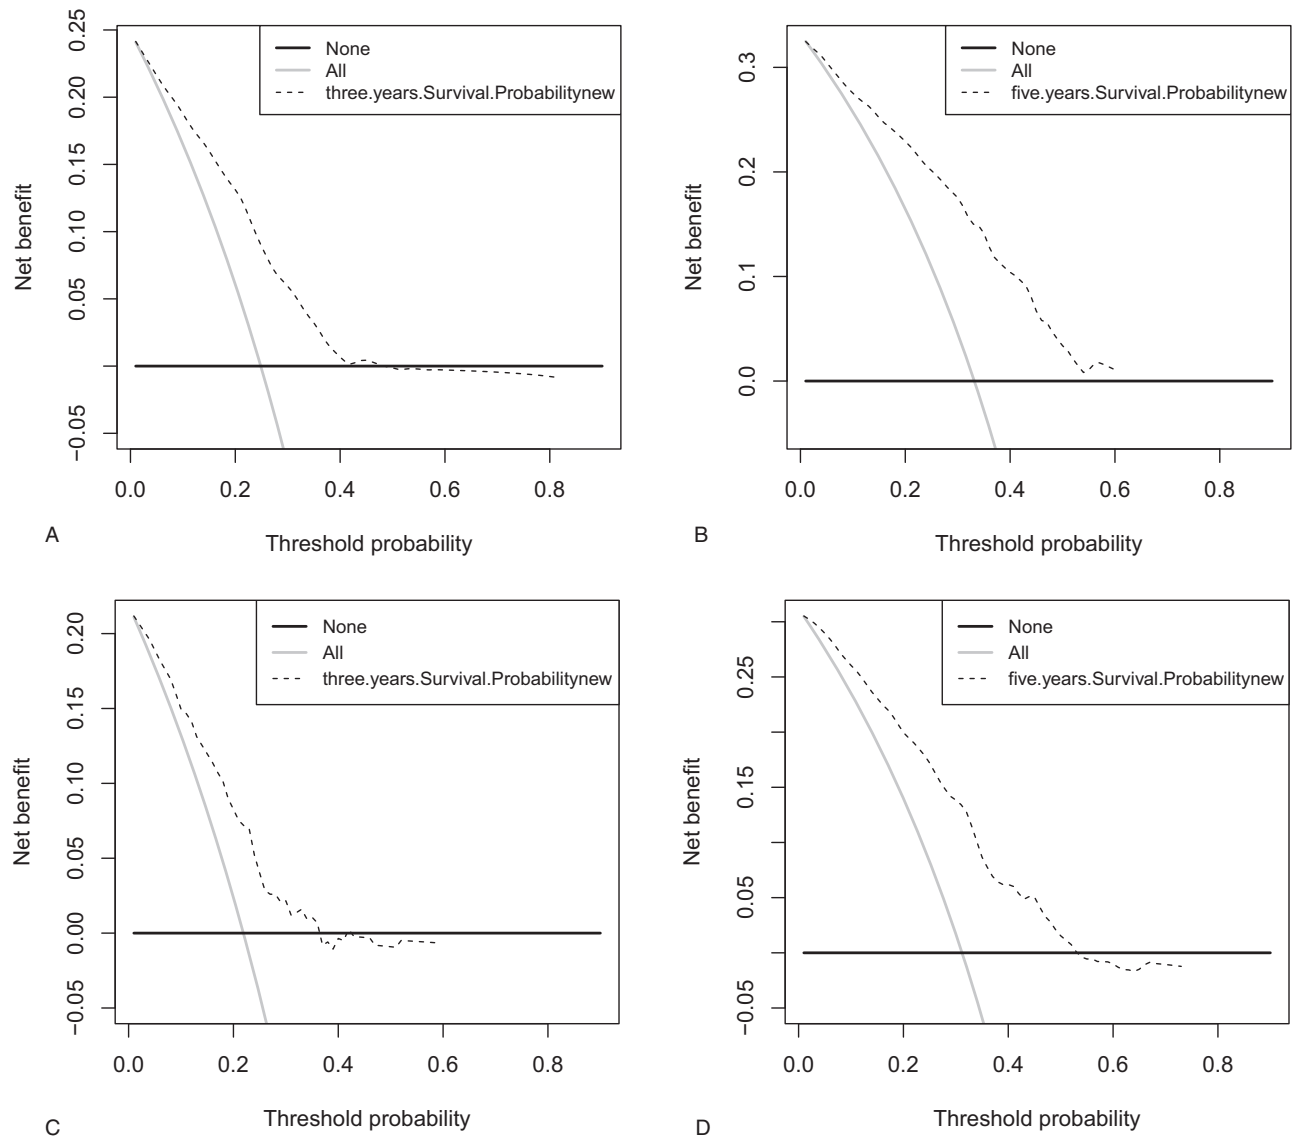 None
All
three.years.Survival.Probabilitynew
Net benefit
0.25
0.20
0.15
0.10
0.05
−0.05
0.0
0.2
0.4
0.6
0.8
Threshold probability
A
None
All
five.years.Survival.Probabilitynew
Net benefit
0.3
0.2
0.1
0.0
0.0
0.2
0.4
0.6
0.8
Threshold probability
B
None
All
three.years.Survival.Probabilitynew
Net benefit
0.20
0.15
0.10
0.05
0.00
−0.05
0.0
0.2
0.4
0.6
0.8
Threshold probability
C
None
All
five.years.Survival.Probabilitynew
Net benefit
0.25
0.15
0.05
−0.05
0.0
0.2
0.4
0.6
0.8
Threshold probability
D